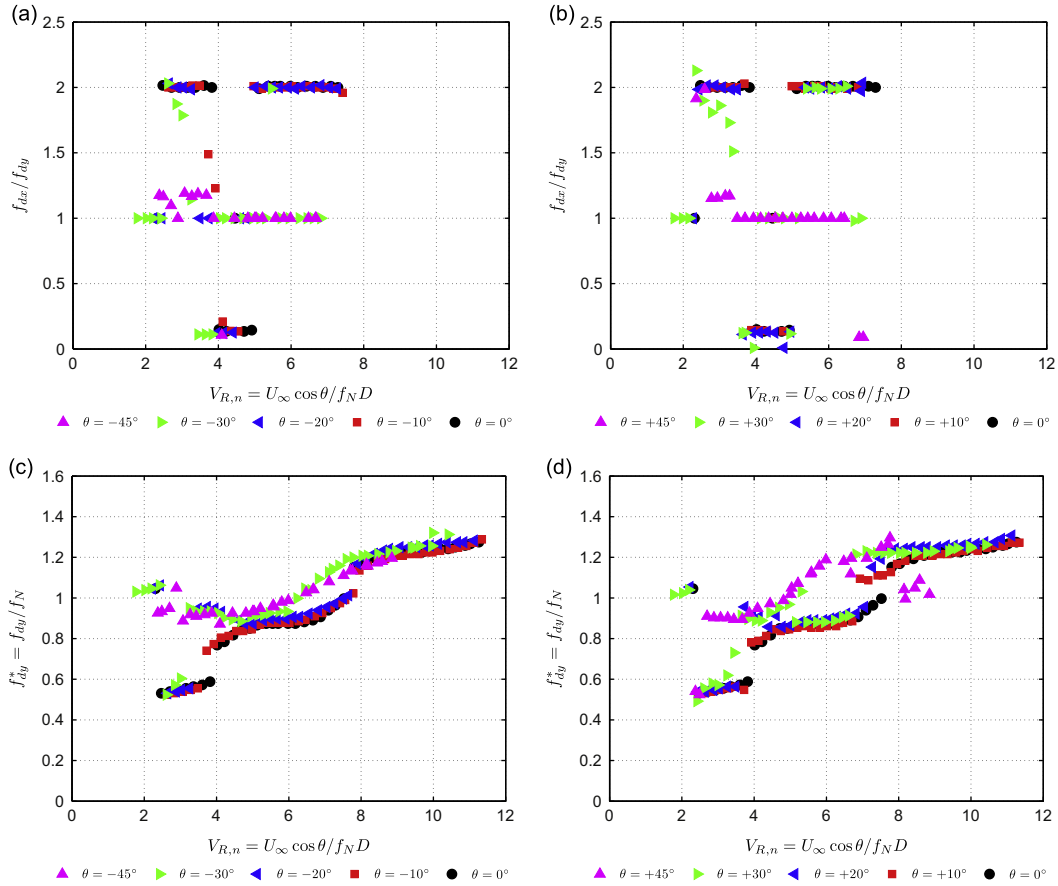 (a)
2.5
2
1.5
1
0.5
0
f_{dx}/f_{dy}
0 2 4 6 8 10 12
V_{R,n} = U_∞ cos θ/f_N D
θ = −45° θ = −30° θ = −20° θ = −10° θ = 0°
(b)
2.5
2
1.5
1
0.5
0
f_{dx}/f_{dy}
0 2 4 6 8 10 12
V_{R,n} = U_∞ cos θ/f_N D
θ = +45° θ = +30° θ = +20° θ = +10° θ = 0°
(c)
1.6
1.4
1.2
1
0.8
0.6
0.4
0.2
0
f*_{dy} = f_{dy}/f_N
0 2 4 6 8 10 12
V_{R,n} = U_∞ cos θ/f_N D
θ = −45° θ = −30° θ = −20° θ = −10° θ = 0°
(d)
1.6
1.4
1.2
1
0.8
0.6
0.4
0.2
0
f*_{dy} = f_{dy}/f_N
0 2 4 6 8 10 12
V_{R,n} = U_∞ cos θ/f_N D
θ = +45° θ = +30° θ = +20° θ = +10° θ = 0°